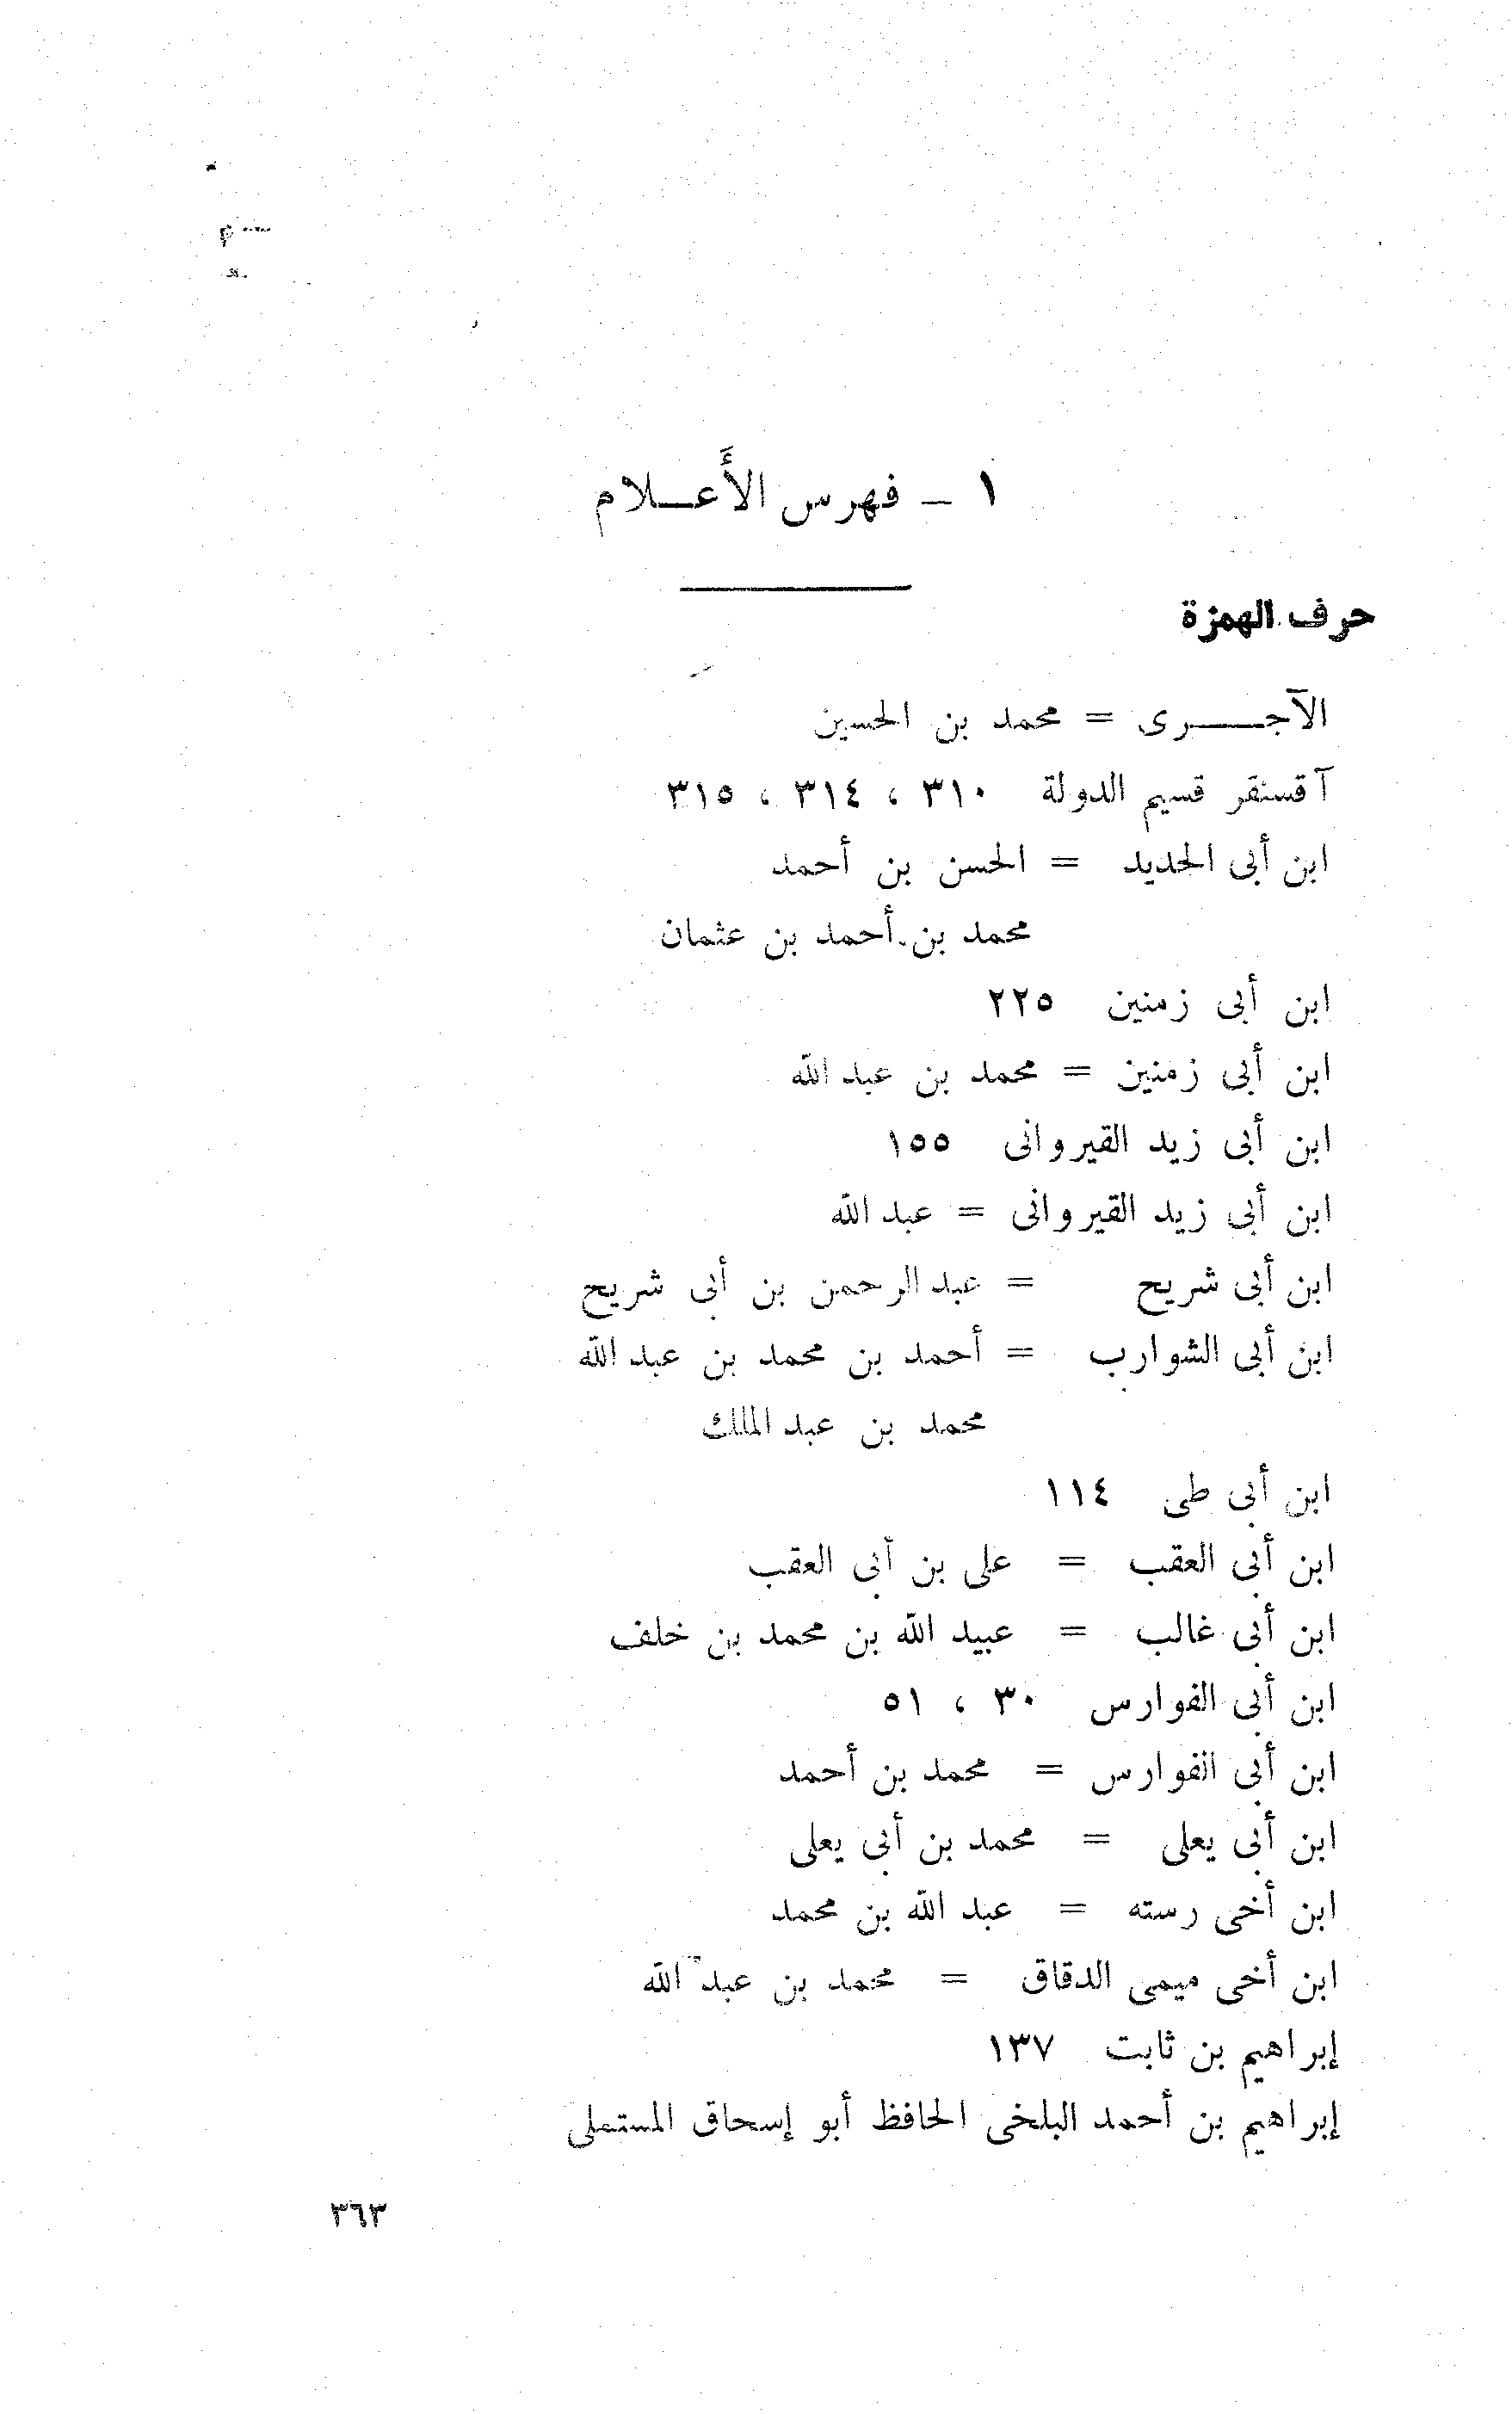 ١ – فهرس الأَعـــلام
حرف الهمزة
الآجـــــرى = محمد بن الحسين
آقسنقر قسيم الدولة ٣١٠ ، ٣١٤ ، ٣١٥
ابن أبى الحديد = الحسن بن أحمد
محمد بن أحمد بن عثمان
ابن أبى زمنين ٢٢٥
ابن أبى زمنين = محمد بن عبد الله
ابن أبى زيد القيروانى ١٥٥
ابن أبى زيد القيروانى = عبد الله
ابن أبى شريح = عبد الرحمن بن أبى شريح
ابن أبى الشوارب = أحمد بن محمد بن عبد الله
محمد بن عبد الملك
ابن أبى طى ١١٤
ابن أبى العقب = على بن أبى العقب
ابن أبى غالب = عبيد الله بن محمد بن خلف
ابن أبى الفوارس ٣٠ ، ٥١
ابن أبى الفوارس = محمد بن أحمد
ابن أبى يعلى = محمد بن أبى يعلى
ابن أخى رسته = عبد الله بن محمد
ابن أخى ميمى الدقاق = محمد بن عبد الله
إبراهيم بن ثابت ١٣٧
إبراهيم بن أحمد البلخى الحافظ أبو إسحاق المستملى
٣٦٣